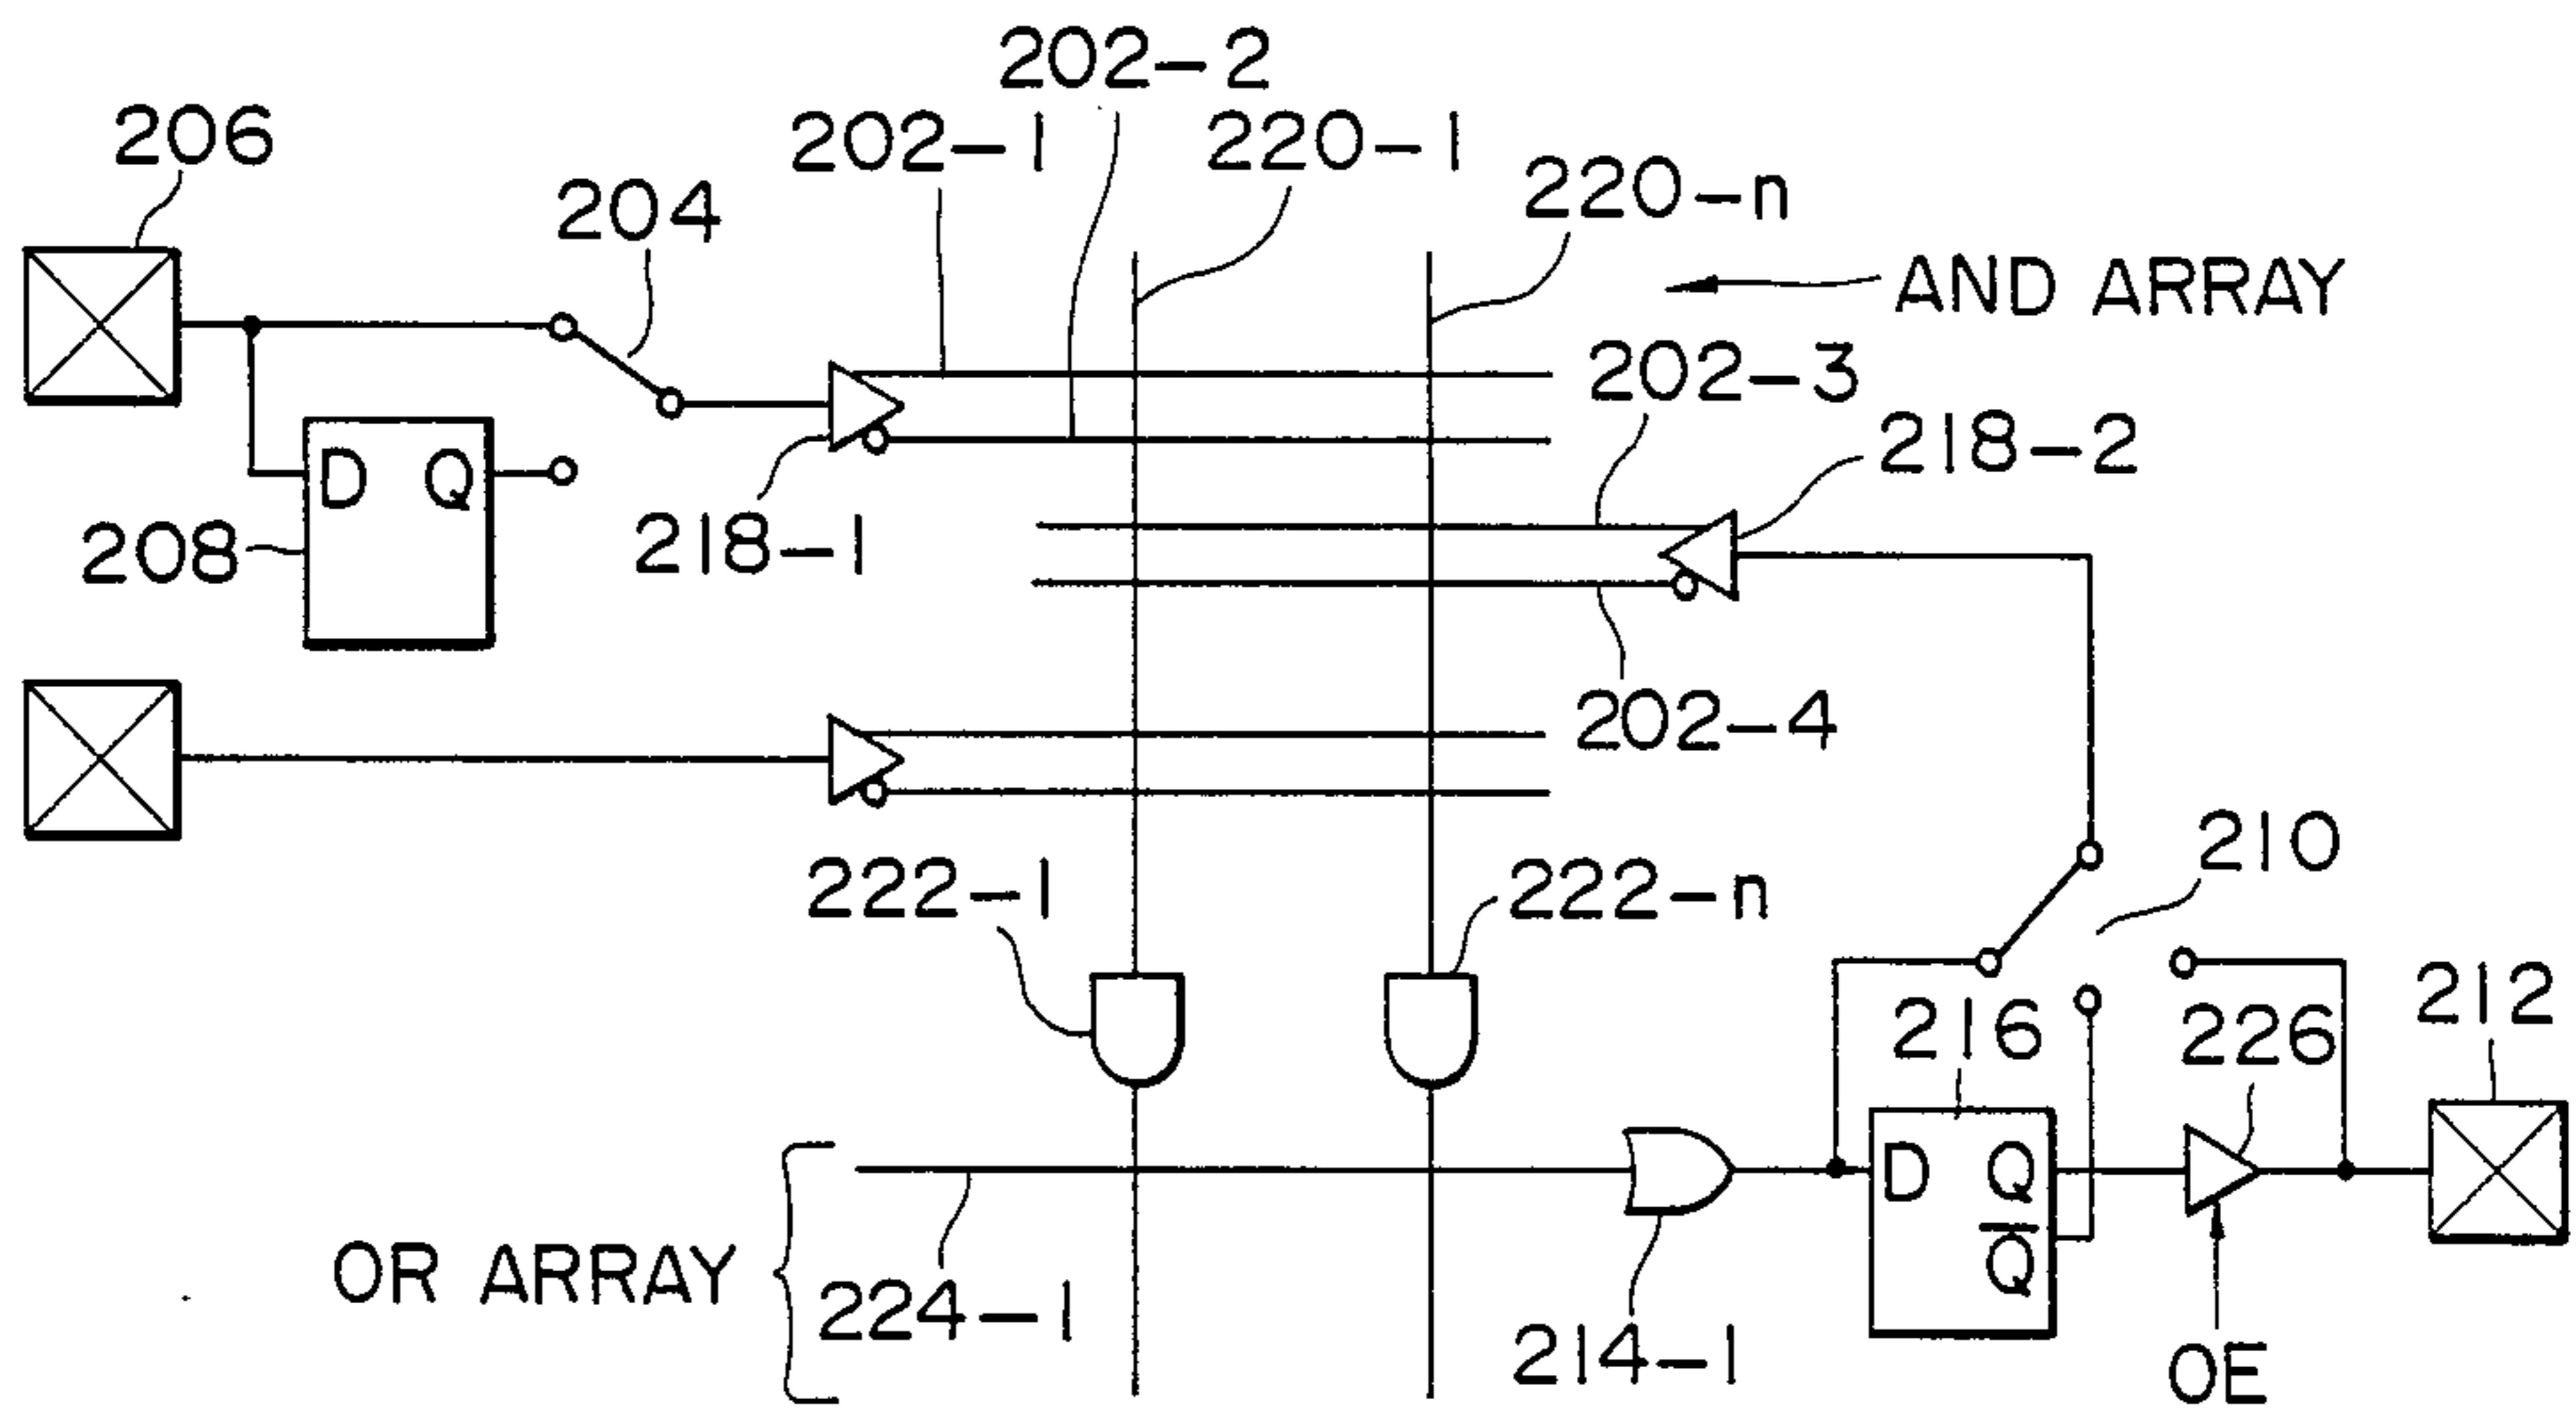 202-2
206
202-1
220-1
220-n
204
AND ARRAY
202-3
218-2
D Q
208
218-1
202-4
210
222-1
222-n
212
216
226
D Q
Q̅
OR ARRAY
224-1
214-1
OE